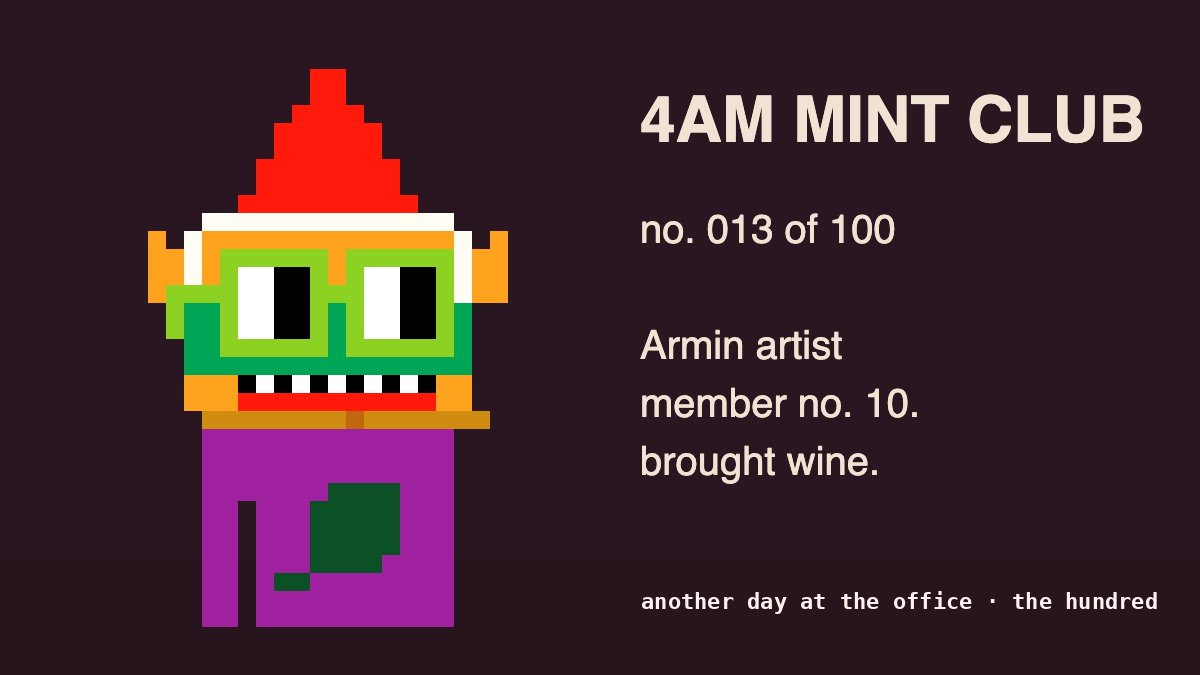 4AM MINT CLUB
no. 013 of 100
Armin artist
member no. 10.
brought wine.
another day at the office · the hundred